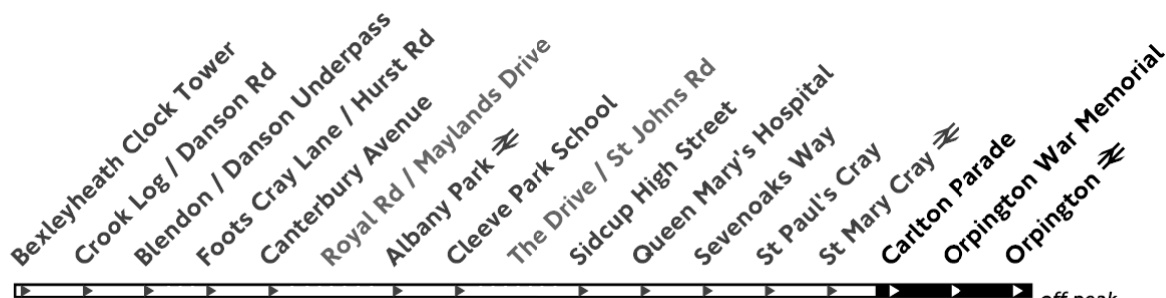 Bexleyheath Clock Tower
Crook Log / Danson Rd
Blendon / Danson Underpass
Foots Cray Lane / Hurst Rd
Canterbury Avenue
Royal Rd / Maylands Drive
Albany Park
Cleeve Park School
The Drive / St Johns Rd
Sidcup High Street
Queen Mary's Hospital
Sevenoaks Way
St Paul's Cray
St Mary Cray
Carlton Parade
Orpington War Memorial
Orpington
off-peak